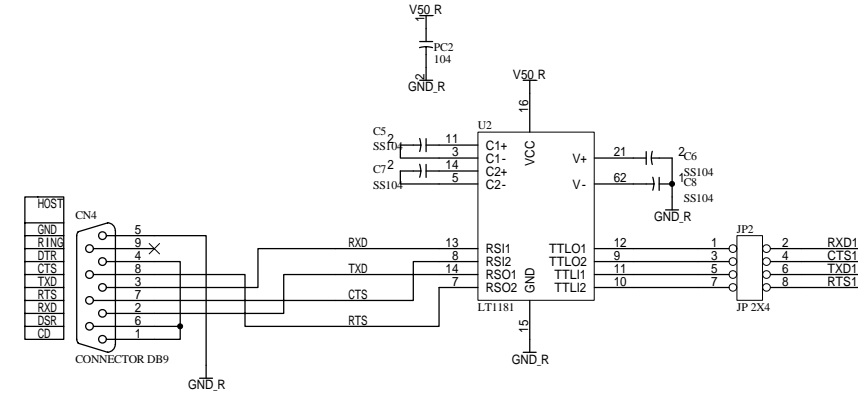 V50_R
1
PC2
104
2
GND_R
V50_R
16
U2
C5
2
SS104
11
C1+
3
C1-
C7
2
14
C2+
SS104
5
C2-
VCC
V+
21
2
C6
SS104
V-
62
1
C8
SS104
GND_R
HOST
CN4
GND
5
RING
9
DTR
4
CTS
8
TXD
3
RTS
7
RXD
2
DSR
6
CD
1
CONNECTOR DB9
GND_R
RXD
13
RSI1
TXD
8
RSI2
14
RSO1
CTS
7
RSO2
RTS
GND
TTLO1
12
TTLO2
9
TTLI1
11
TTLI2
10
LT1181
15
GND_R
JP2
1
2
RXD1
3
4
CTS1
5
6
TXD1
7
8
RTS1
JP 2X4